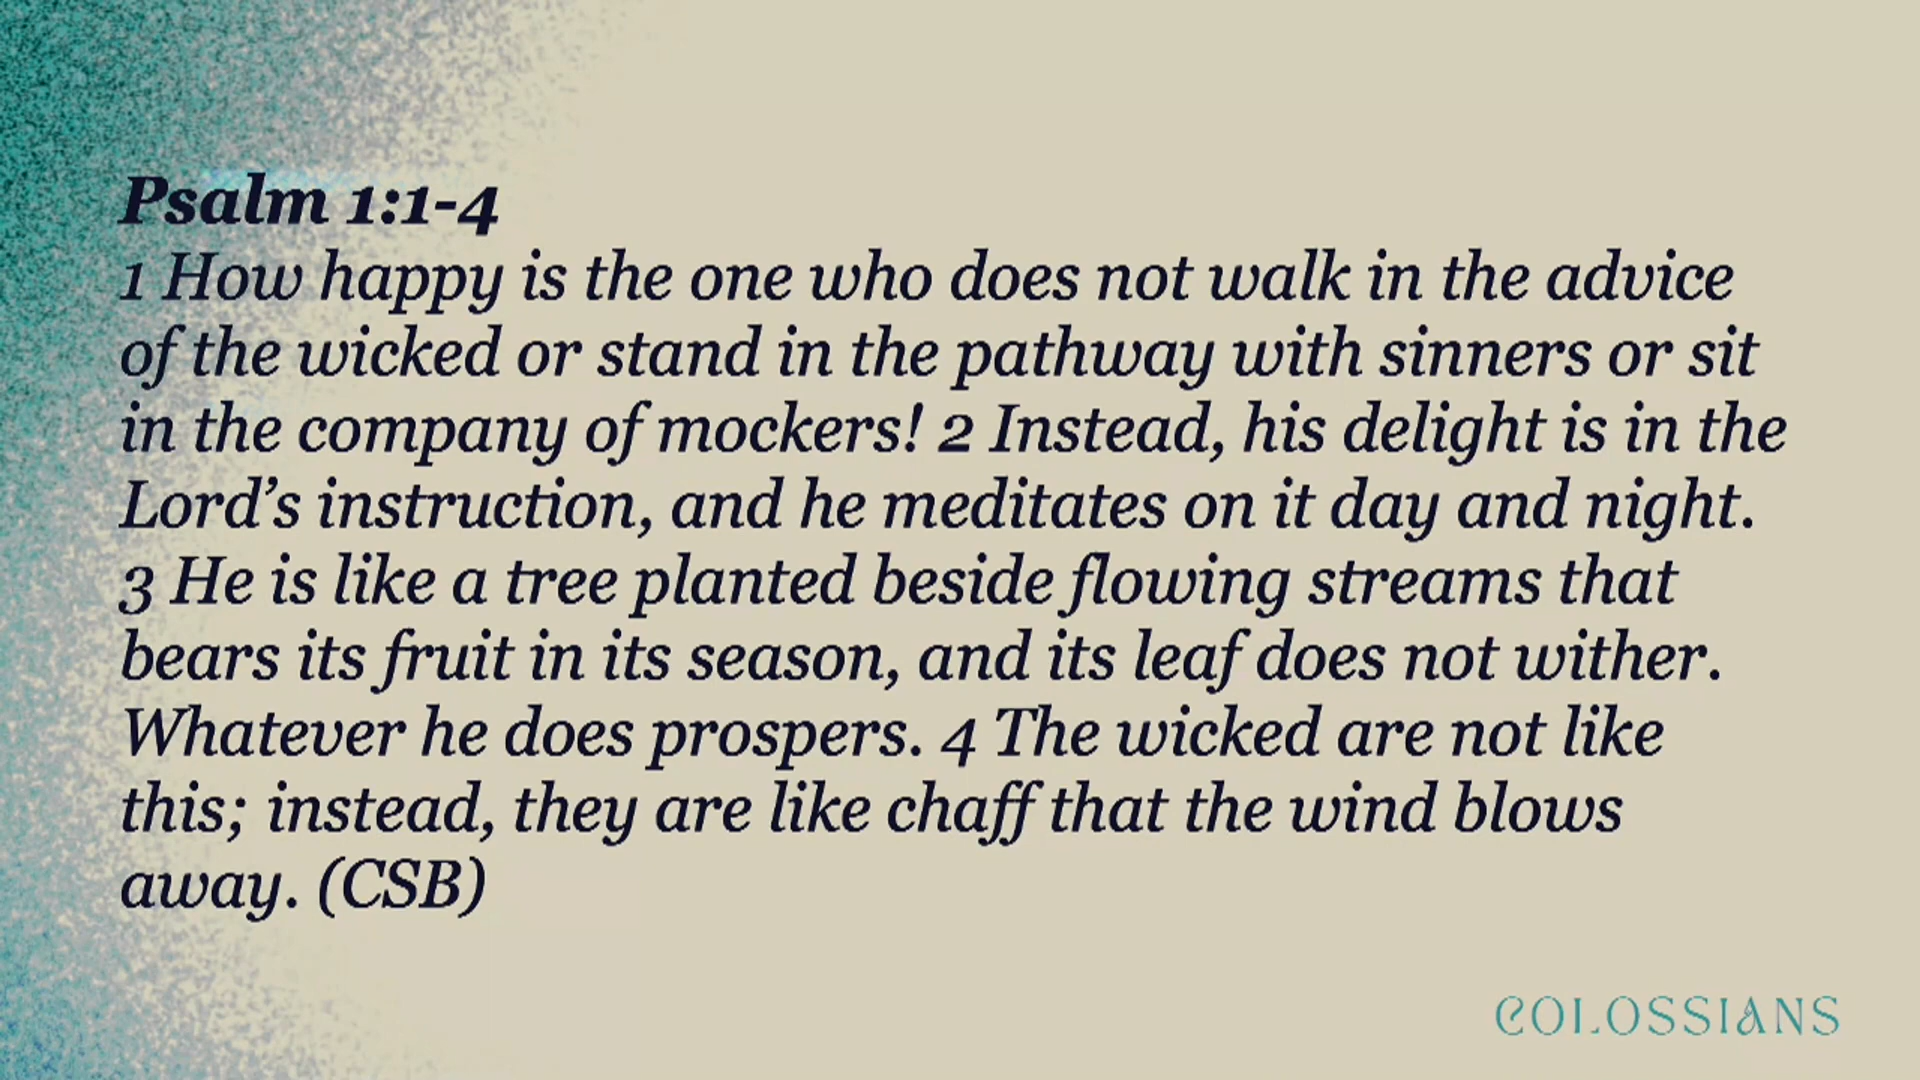 Psalm 1:1-4
1 How happy is the one who does not walk in the advice
of the wicked or stand in the pathway with sinners or sit
in the company of mockers! 2 Instead, his delight is in the
Lord’s instruction, and he meditates on it day and night.
3 He is like a tree planted beside flowing streams that
bears its fruit in its season, and its leaf does not wither.
Whatever he does prospers. 4 The wicked are not like
this; instead, they are like chaff that the wind blows
away. (CSB)
COLOSSIANS